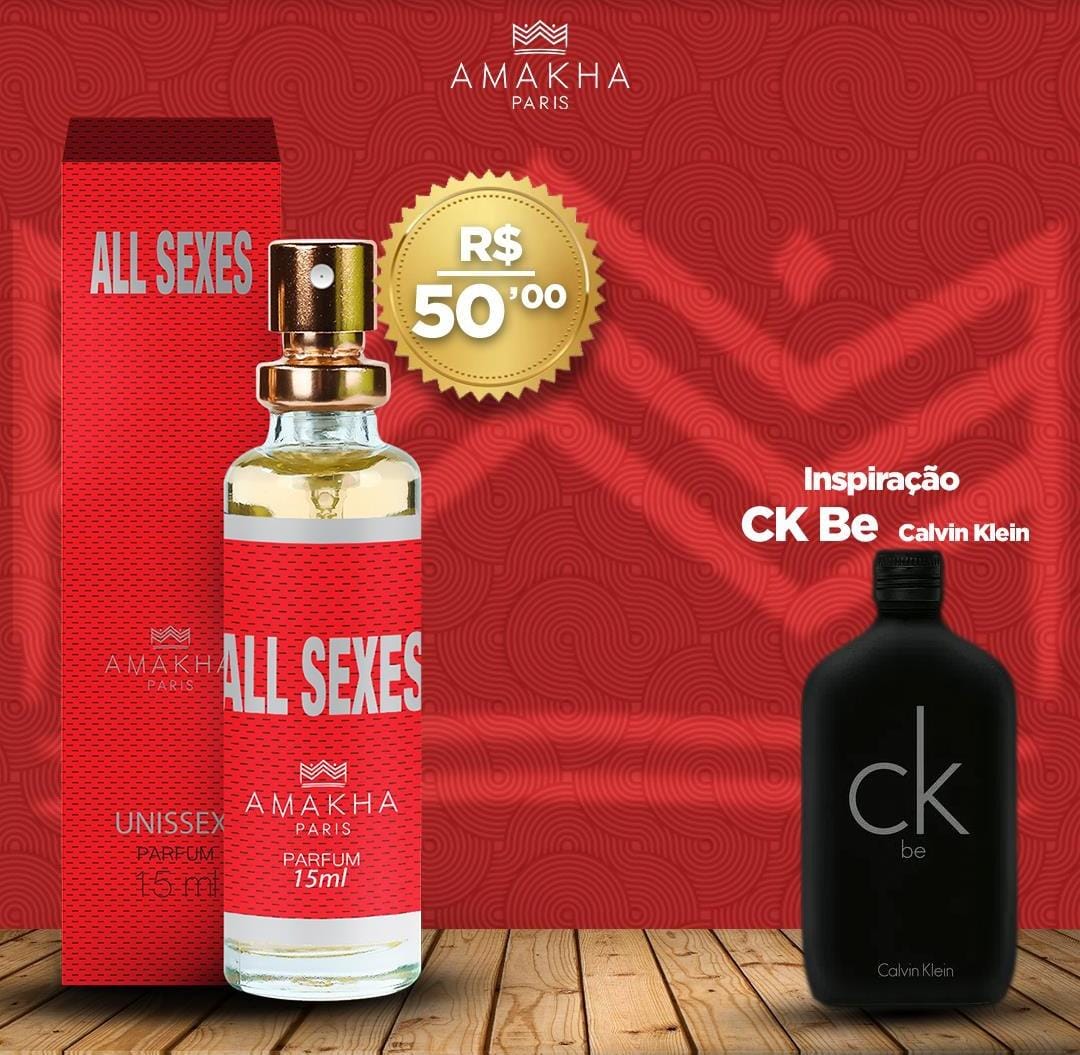 AMAKHA
PARIS
ALL SEXES
R$
50,00
Inspiração
CK Be Calvin Klein
AMAKHA
PARIS
UNISSEX
PARFUM
15 ml
ALL SEXES
AMAKHA
PARIS
PARFUM
15ml
ck
be
Calvin Klein